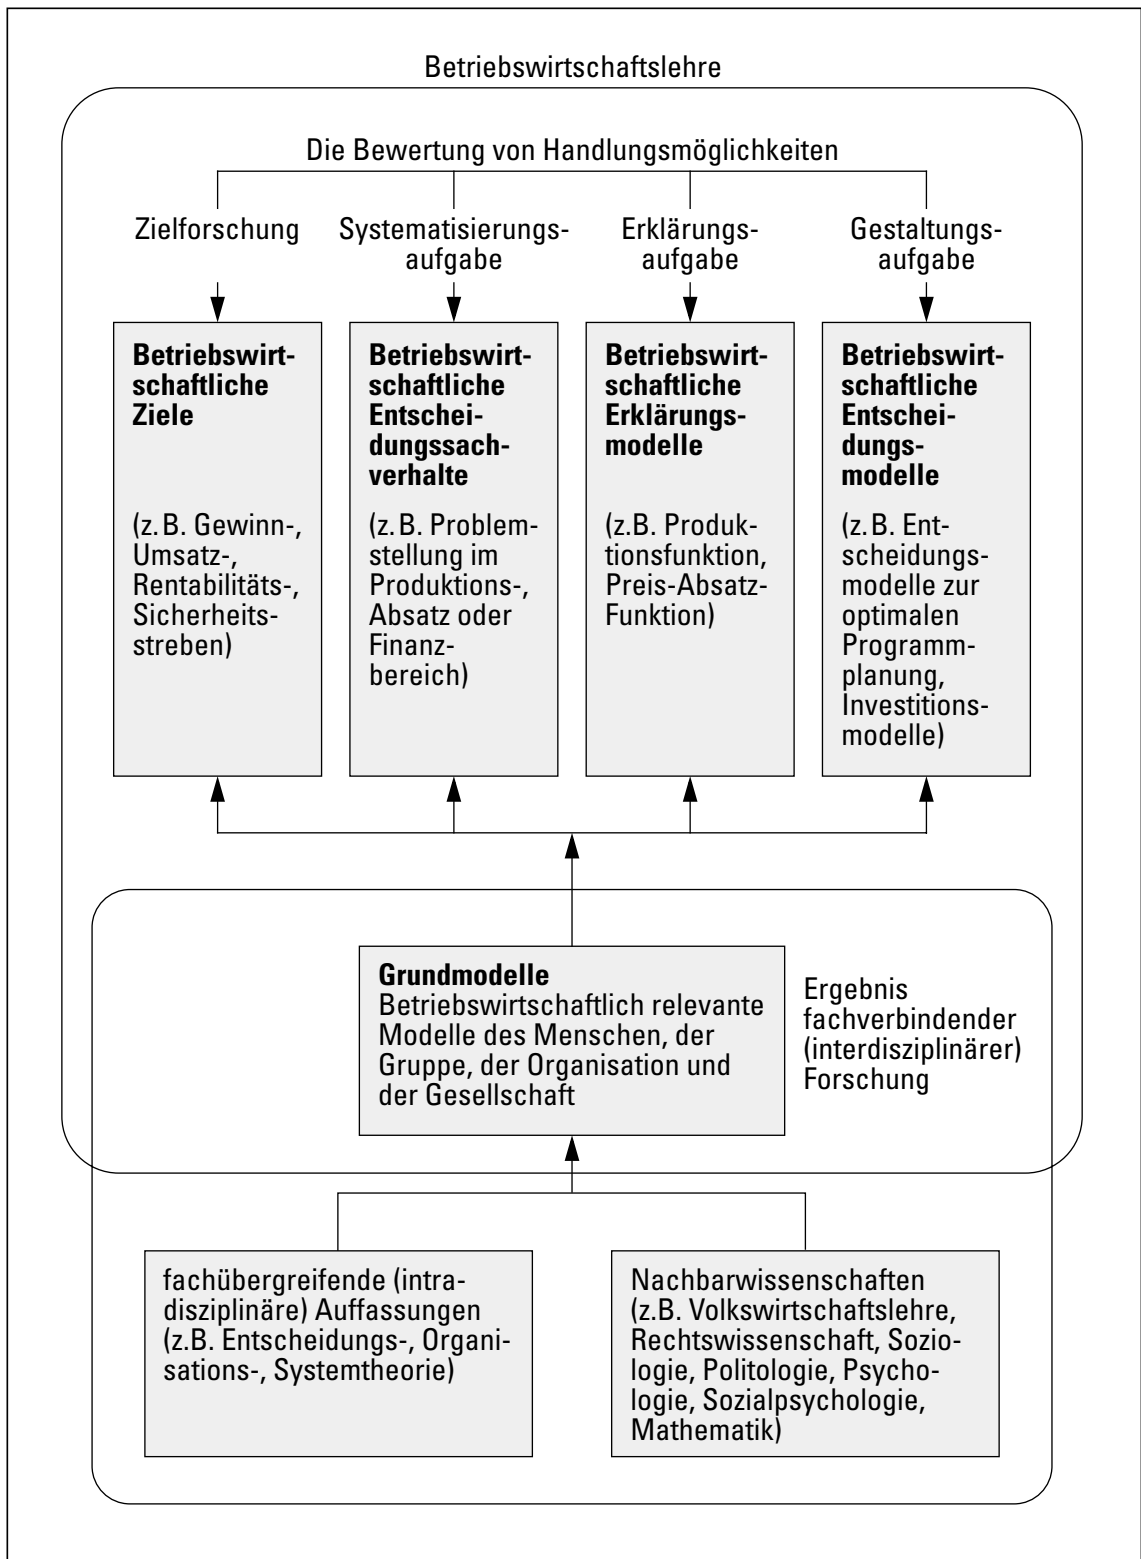 Betriebswirtschaftslehre
Die Bewertung von Handlungsmöglichkeiten
Zielforschung
Systematisierungs-
aufgabe
Erklärungs-
aufgabe
Gestaltungs-
aufgabe
Betriebswirt-
schaftliche
Ziele
(z. B. Gewinn-,
Umsatz-,
Rentabilitäts-,
Sicherheits-
streben)
Betriebswirt-
schaftliche
Entschei-
dungssach-
verhalte
(z. B. Problem-
stellung im
Produktions-,
Absatz oder
Finanz-
bereich)
Betriebswirt-
schaftliche
Erklärungs-
modelle
(z. B. Produk-
tionsfunktion,
Preis-Absatz-
Funktion)
Betriebswirt-
schaftliche
Entschei-
dungs-
modelle
(z. B. Ent-
scheidungs-
modelle zur
optimalen
Programm-
planung,
Investitions-
modelle)
Grundmodelle
Betriebswirtschaftlich relevante
Modelle des Menschen, der
Gruppe, der Organisation und
der Gesellschaft
Ergebnis
fachverbindender
(interdisziplinärer)
Forschung
fachübergreifende (intra-
disziplinäre) Auffassungen
(z.B. Entscheidungs-, Organi-
sations-, Systemtheorie)
Nachbarwissenschaften
(z.B. Volkswirtschaftslehre,
Rechtswissenschaft, Sozio-
logie, Politologie, Psycho-
logie, Sozialpsychologie,
Mathematik)